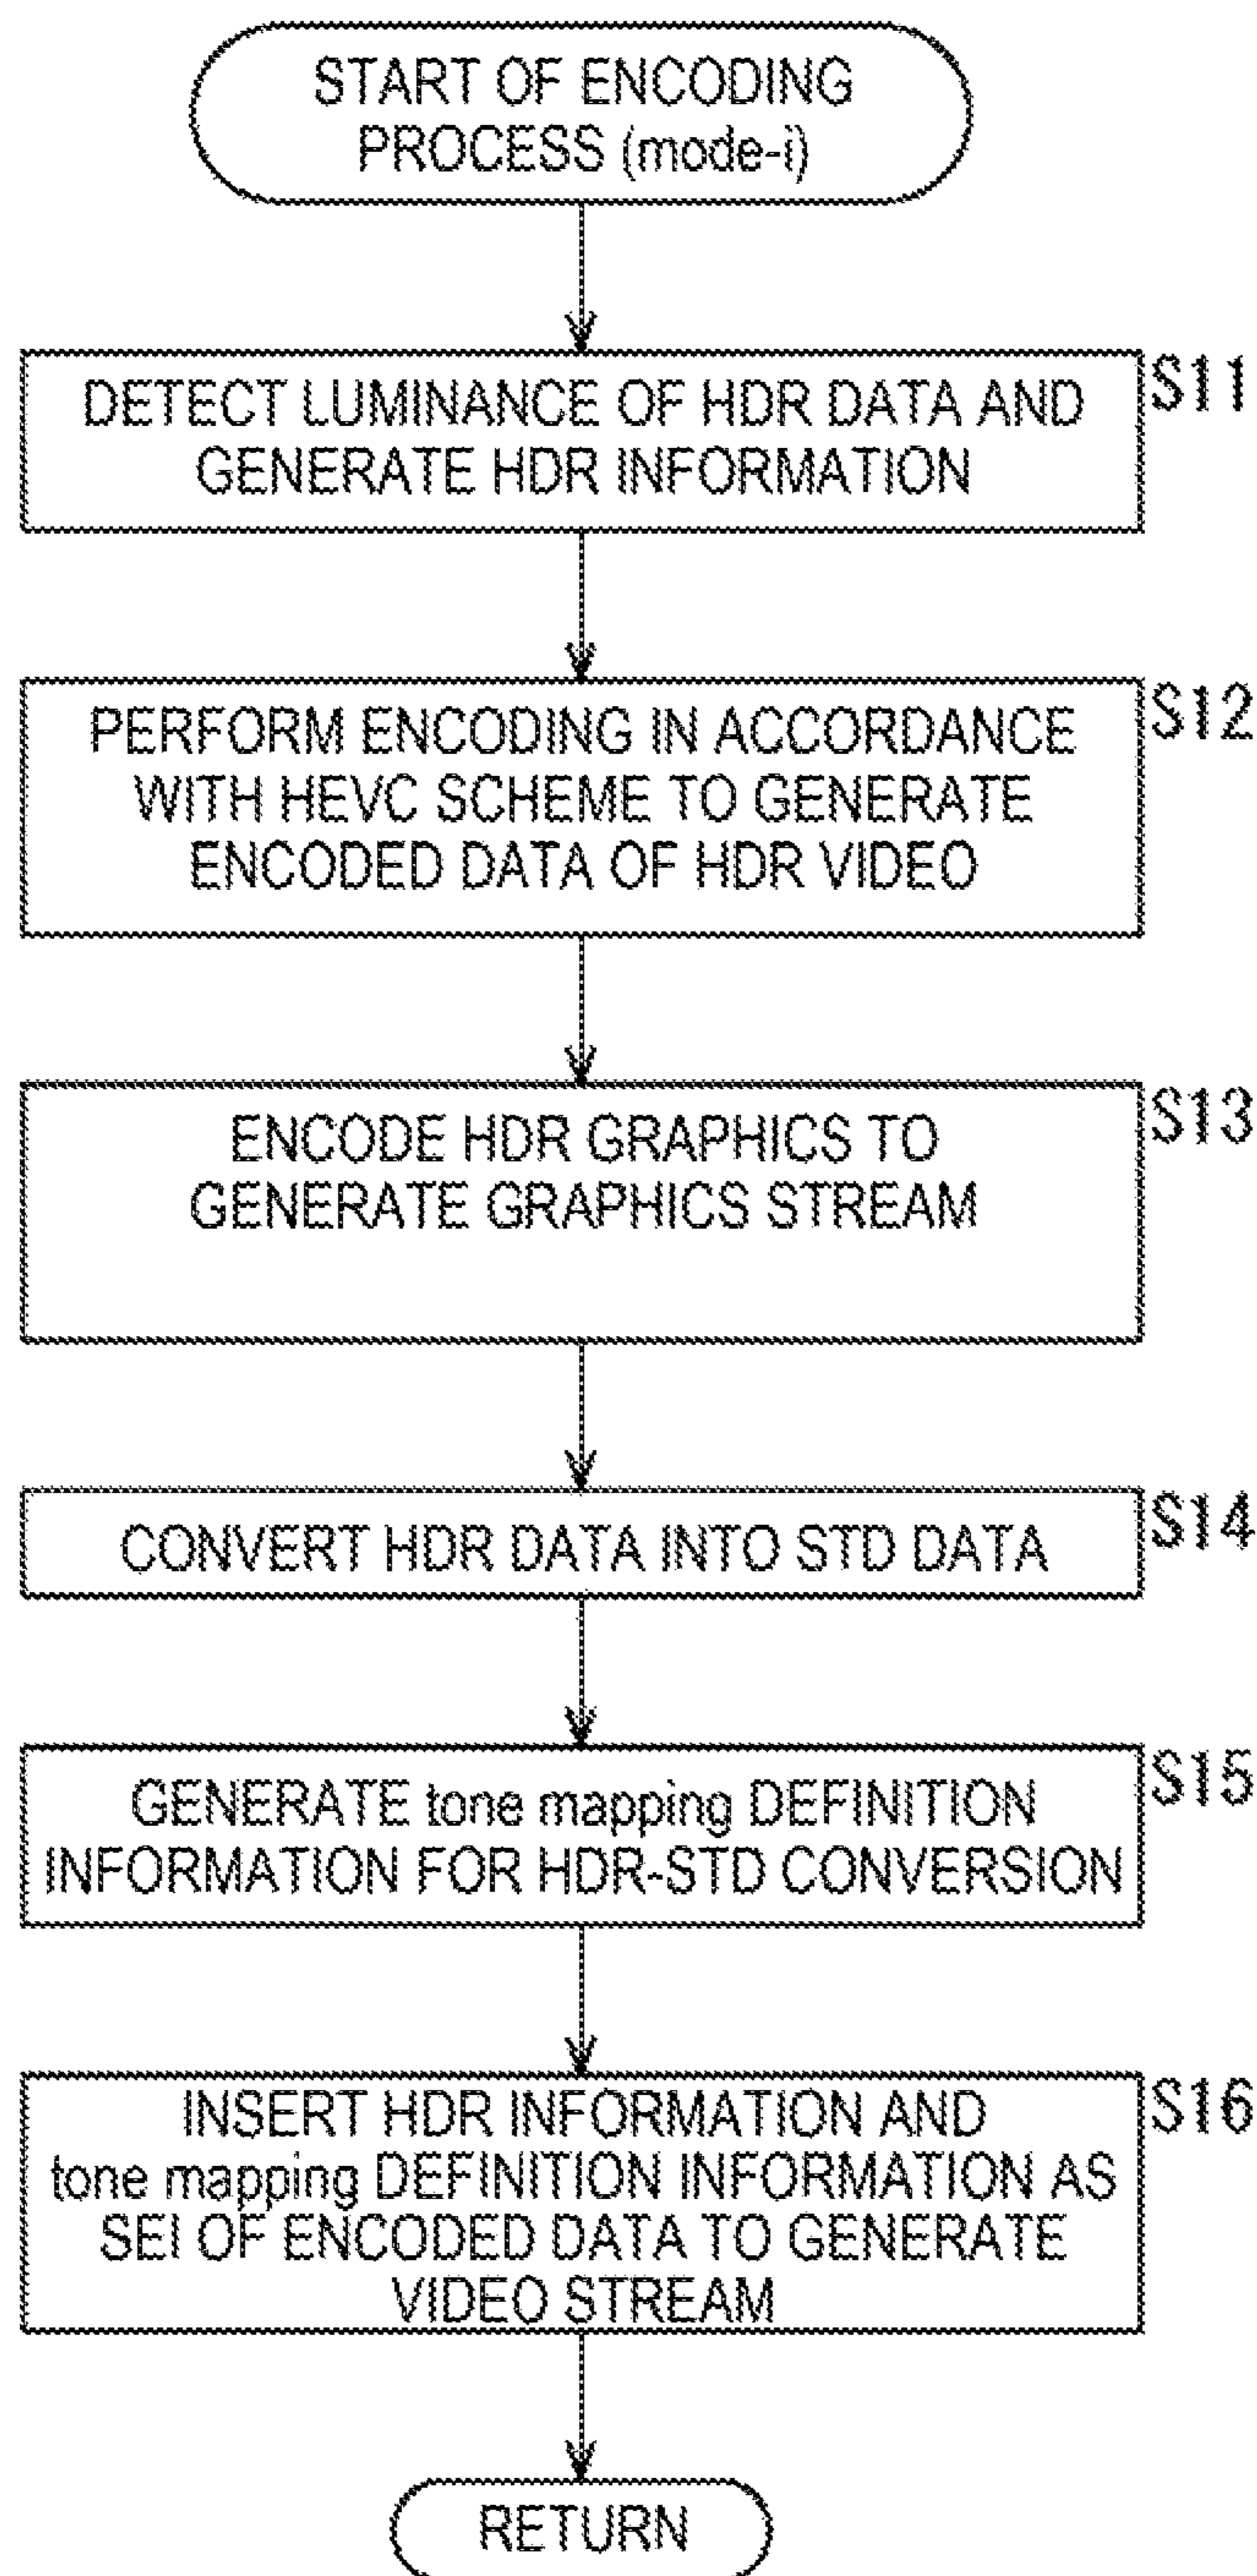 START OF ENCODING
PROCESS (mode-i)
DETECT LUMINANCE OF HDR DATA AND
GENERATE HDR INFORMATION
S11
PERFORM ENCODING IN ACCORDANCE
WITH HEVC SCHEME TO GENERATE
ENCODED DATA OF HDR VIDEO
S12
ENCODE HDR GRAPHICS TO
GENERATE GRAPHICS STREAM
S13
CONVERT HDR DATA INTO STD DATA
S14
GENERATE tone mapping DEFINITION
INFORMATION FOR HDR-STD CONVERSION
S15
INSERT HDR INFORMATION AND
tone mapping DEFINITION INFORMATION AS
SEI OF ENCODED DATA TO GENERATE
VIDEO STREAM
S16
RETURN